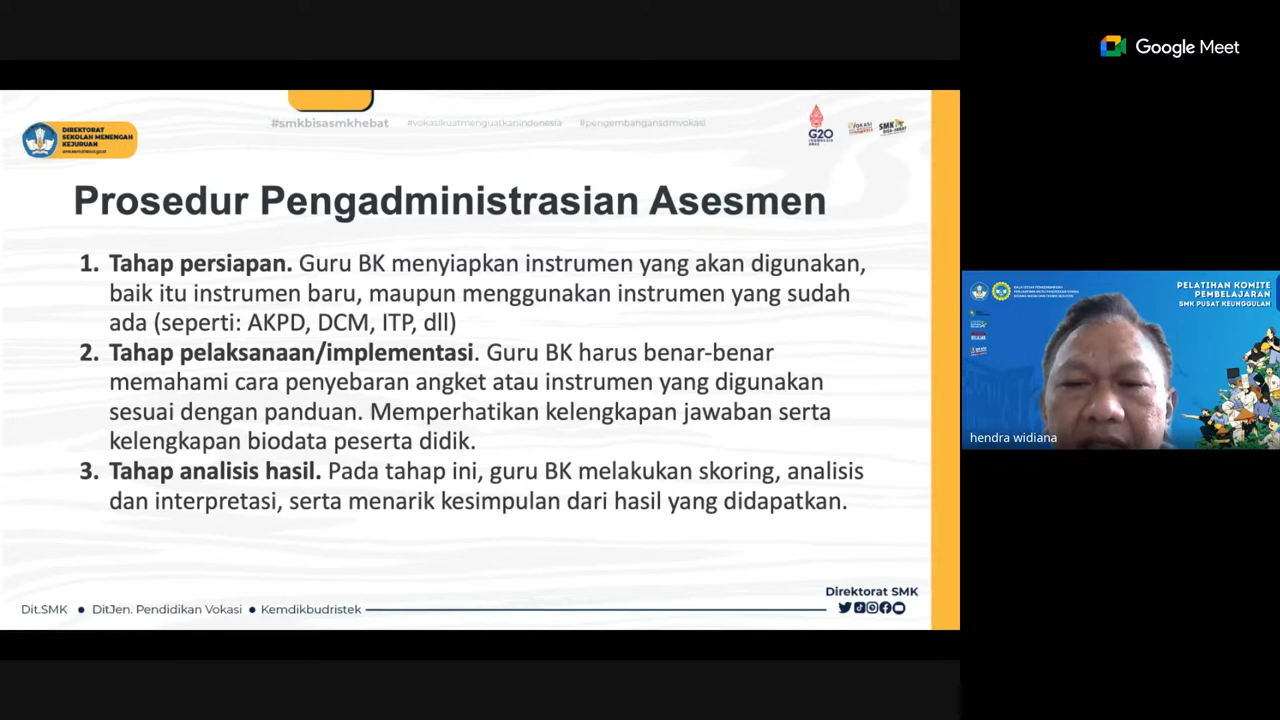 Google Meet
#smkbisasmkhebat #vokasikuatmenguatkanindonesia #pengembangansdmvokasi
DIREKTORAT
SEKOLAH MENENGAH
KEJURUAN
G20
Prosedur Pengadministrasian Asesmen
1. Tahap persiapan. Guru BK menyiapkan instrumen yang akan digunakan,
baik itu instrumen baru, maupun menggunakan instrumen yang sudah
ada (seperti: AKPD, DCM, ITP, dll)
2. Tahap pelaksanaan/implementasi. Guru BK harus benar-benar
memahami cara penyebaran angket atau instrumen yang digunakan
sesuai dengan panduan. Memperhatikan kelengkapan jawaban serta
kelengkapan biodata peserta didik.
3. Tahap analisis hasil. Pada tahap ini, guru BK melakukan skoring, analisis
dan interpretasi, serta menarik kesimpulan dari hasil yang didapatkan.
Direktorat SMK
Dit.SMK • DitJen. Pendidikan Vokasi • Kemdikbudristek
PELATIHAN KOMITE
PEMBELAJARAN
SMK PUSAT KEUNGGULAN
hendra widiana